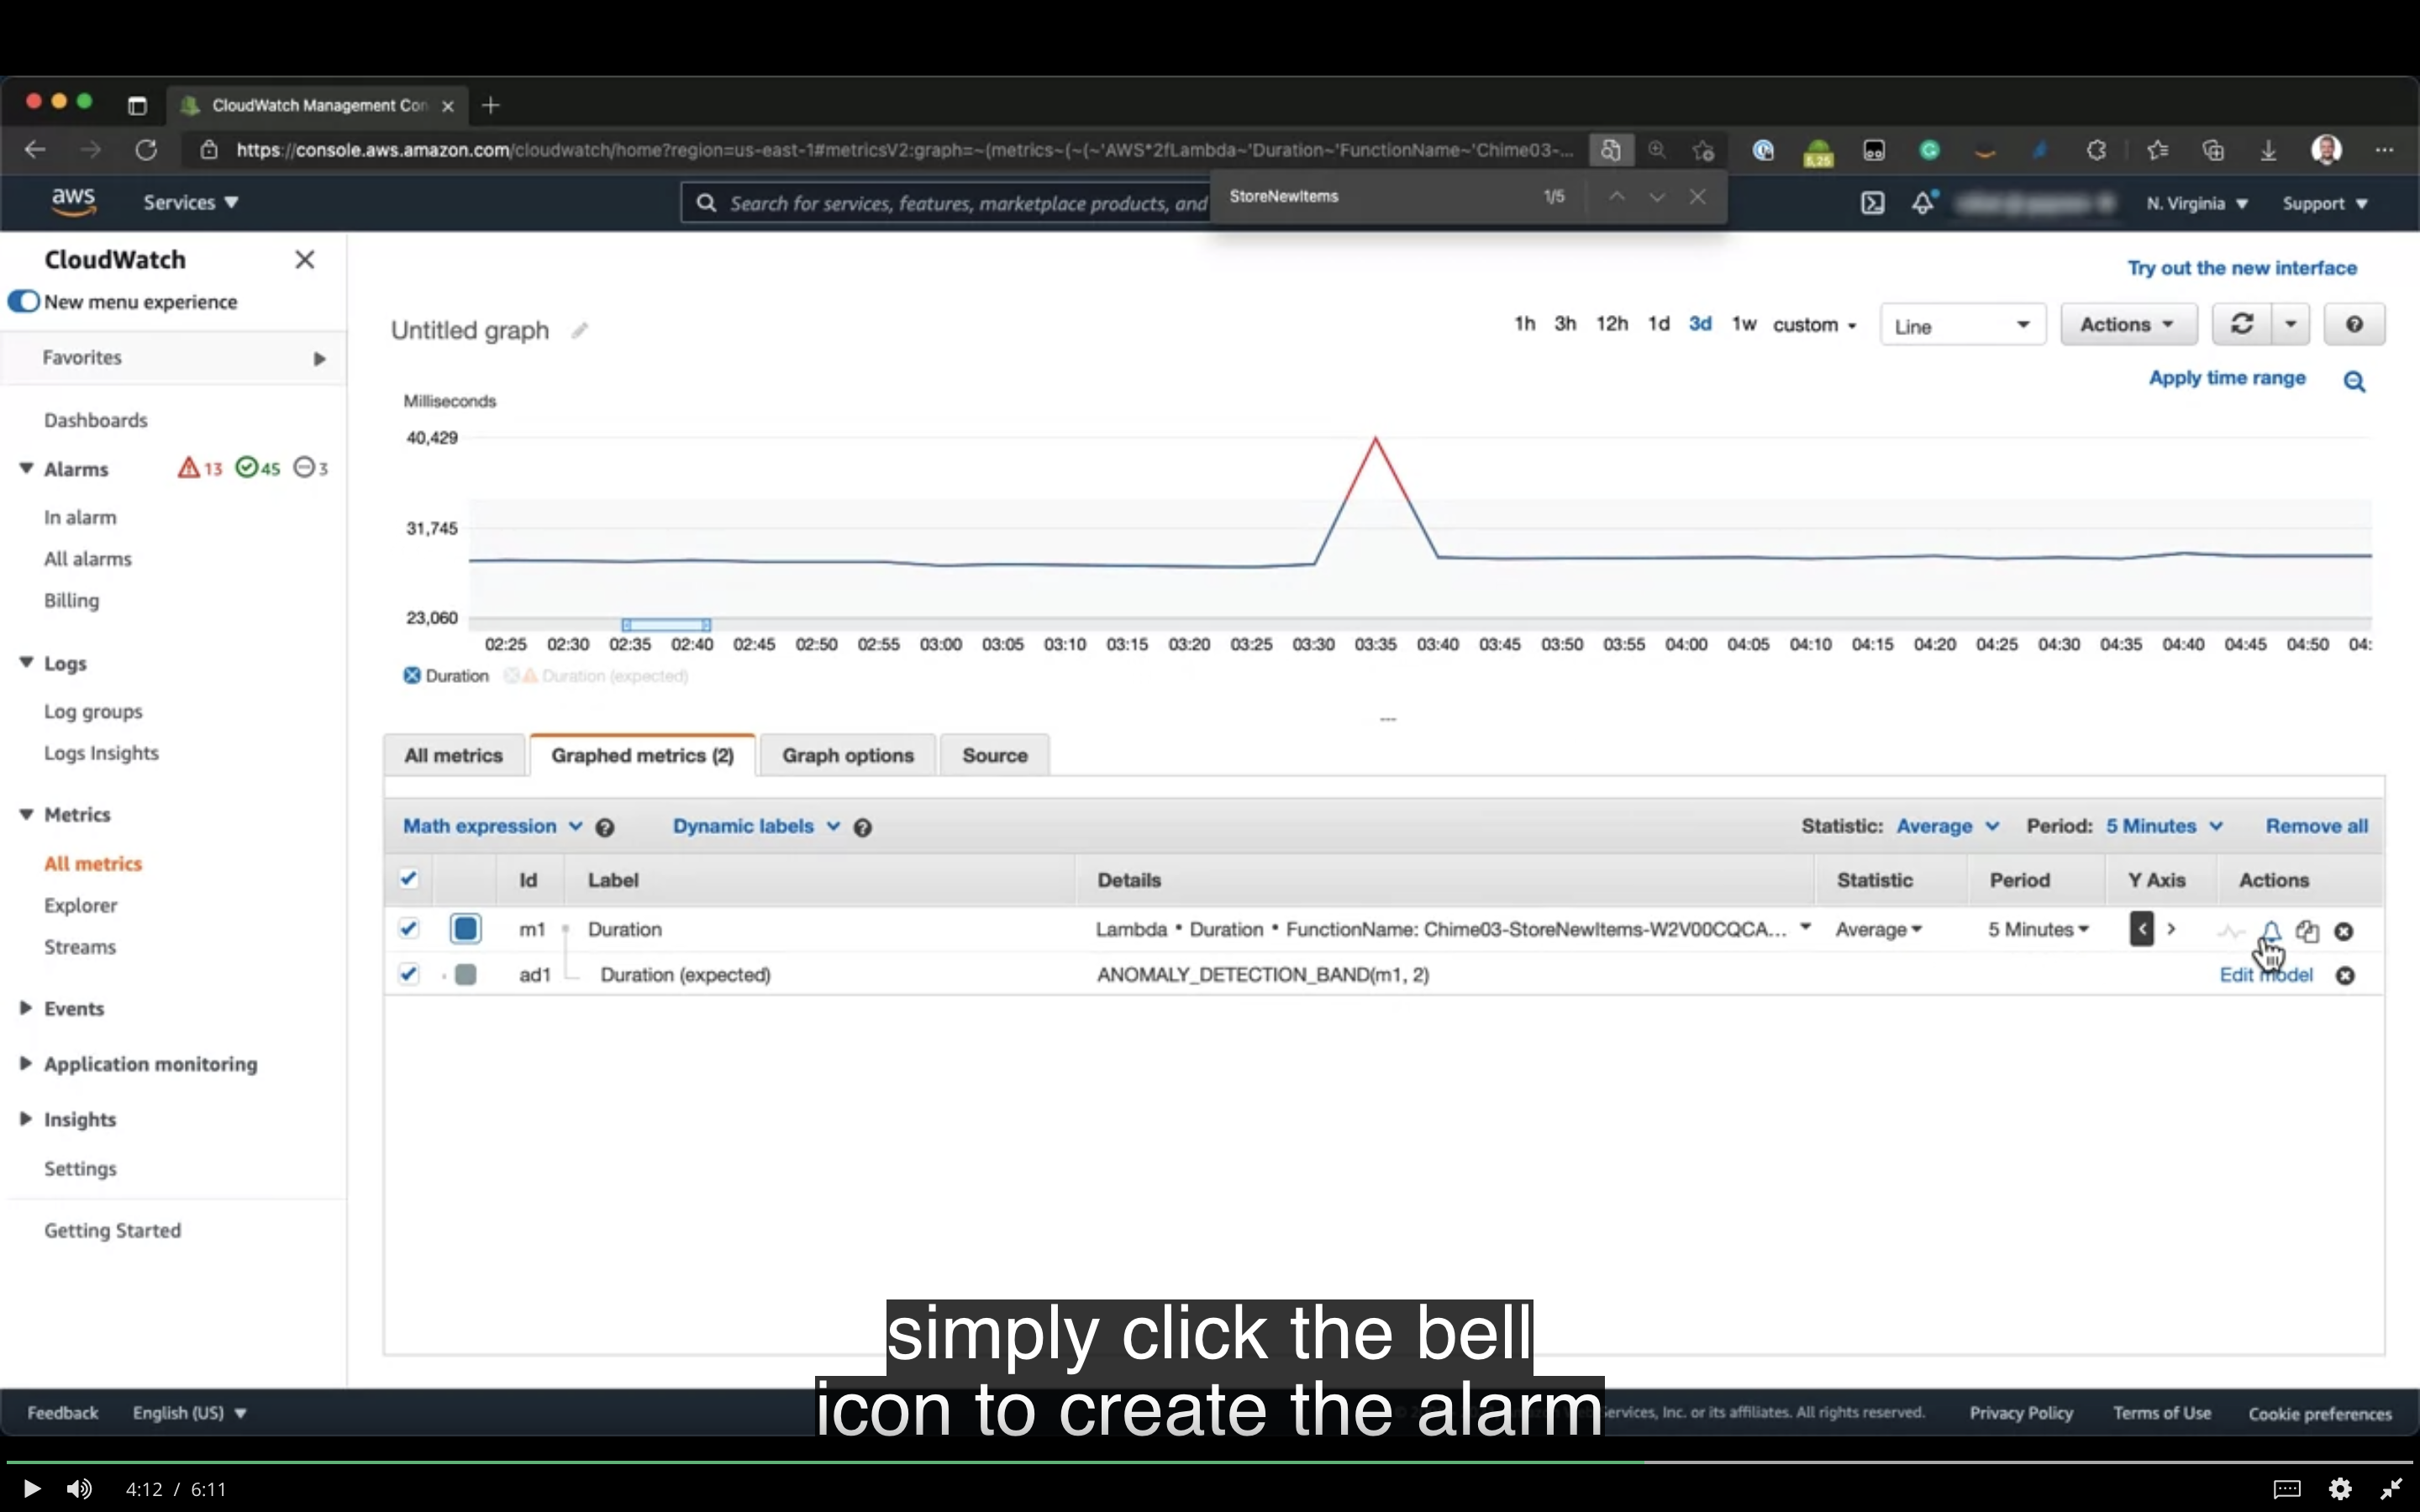 CloudWatch Management Con
https://console.aws.amazon.com/cloudwatch/home?region=us-east-1#metricsV2:graph=~(metrics~(~(~'AWS*2fLambda~'Duration~'FunctionName~'Chime03-...
5,25
aws
Services
Search for services, features, marketplace products, and
StoreNewItems
1/5
N. Virginia
Support
CloudWatch
New menu experience
Favorites
Dashboards
Alarms
13
45
3
In alarm
All alarms
Billing
Logs
Log groups
Logs Insights
Metrics
All metrics
Explorer
Streams
Events
Application monitoring
Insights
Settings
Getting Started
Try out the new interface
Untitled graph
1h 3h 12h 1d 3d 1w custom
Line
Actions
Apply time range
Milliseconds
40,429
31,745
23,060
02:25 02:30 02:35 02:40 02:45 02:50 02:55 03:00 03:05 03:10 03:15 03:20 03:25 03:30 03:35 03:40 03:45 03:50 03:55 04:00 04:05 04:10 04:15 04:20 04:25 04:30 04:35 04:40 04:45 04:50 04:
Duration Duration (expected)
All metrics Graphed metrics (2) Graph options Source
Math expression Dynamic labels Statistic: Average Period: 5 Minutes Remove all
Id Label Details Statistic Period Y Axis Actions
m1 Duration Lambda • Duration • FunctionName: Chime03-StoreNewItems-W2V00CQCA... Average 5 Minutes
ad1 Duration (expected) ANOMALY_DETECTION_BAND(m1, 2) Edit model
simply click the bell
icon to create the alarm
Feedback English (US) Services, Inc. or its affiliates. All rights reserved. Privacy Policy Terms of Use Cookie preferences
4:12 / 6:11